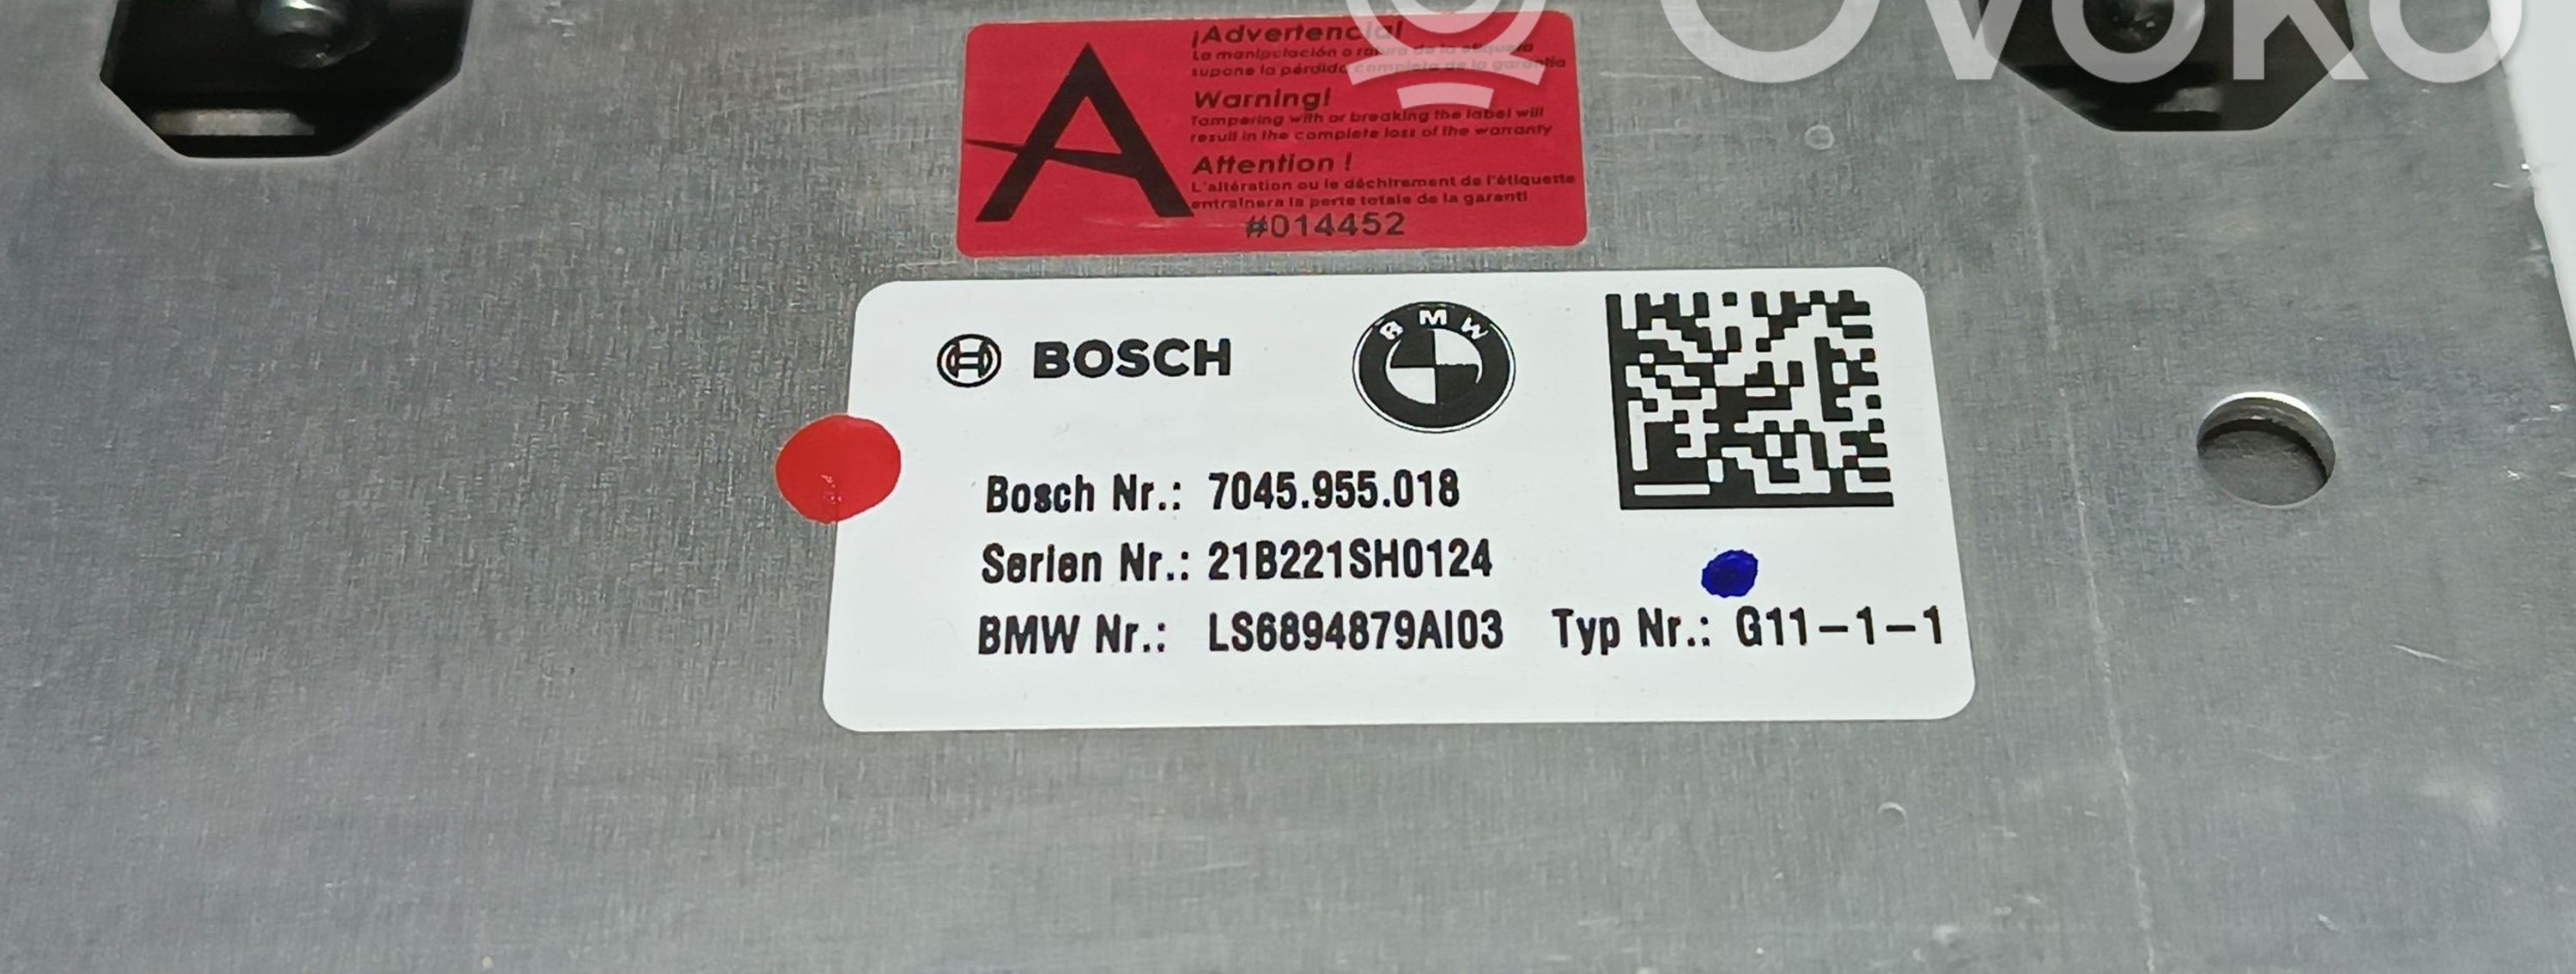 OVOKO
¡Advertencia!
La manipulación o rotura de la etiqueta
supone la pérdida completa de la garantía
Warning!
Tampering with or breaking the label will
result in the complete loss of the warranty
Attention !
L'altération ou le déchirement de l'étiquette
entraînera la perte totale de la garanti
#014452
BOSCH
BMW
Bosch Nr.: 7045.955.018
Serien Nr.: 21B221SH0124
BMW Nr.: LS6894879AI03 Typ Nr.: G11-1-1